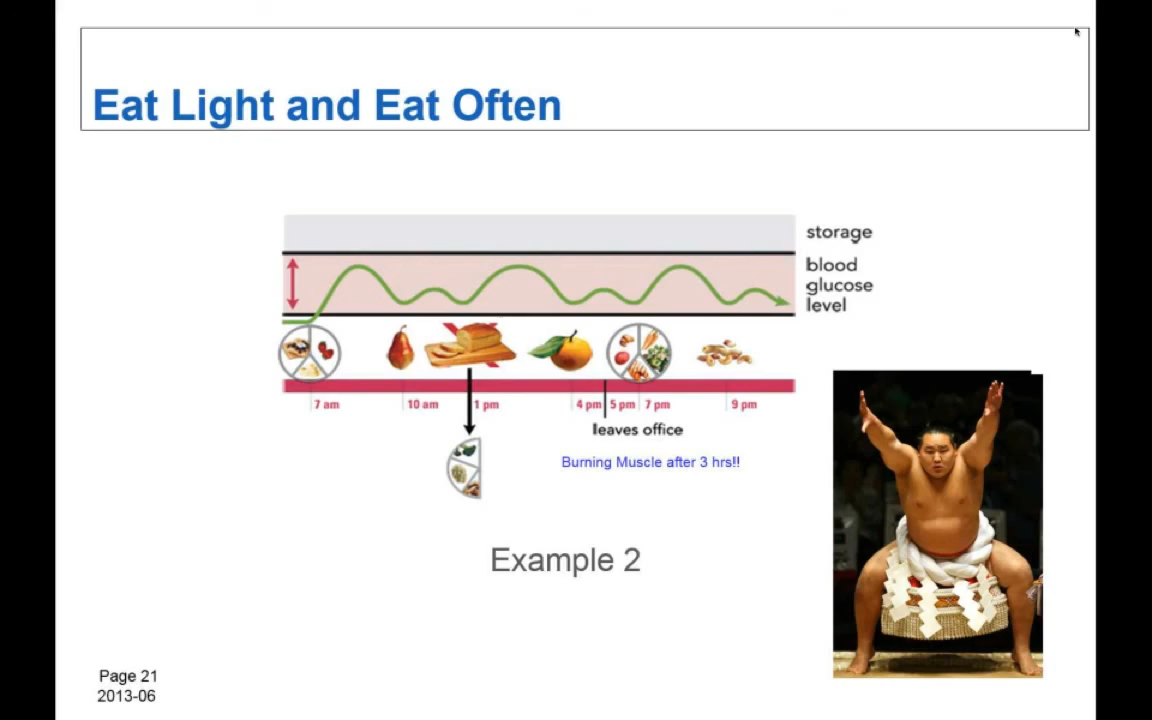 Eat Light and Eat Often
storage
blood
glucose
level
7 am
10 am
1 pm
4 pm
5 pm
7 pm
9 pm
leaves office
Burning Muscle after 3 hrs!!
Example 2
Page 21
2013-06